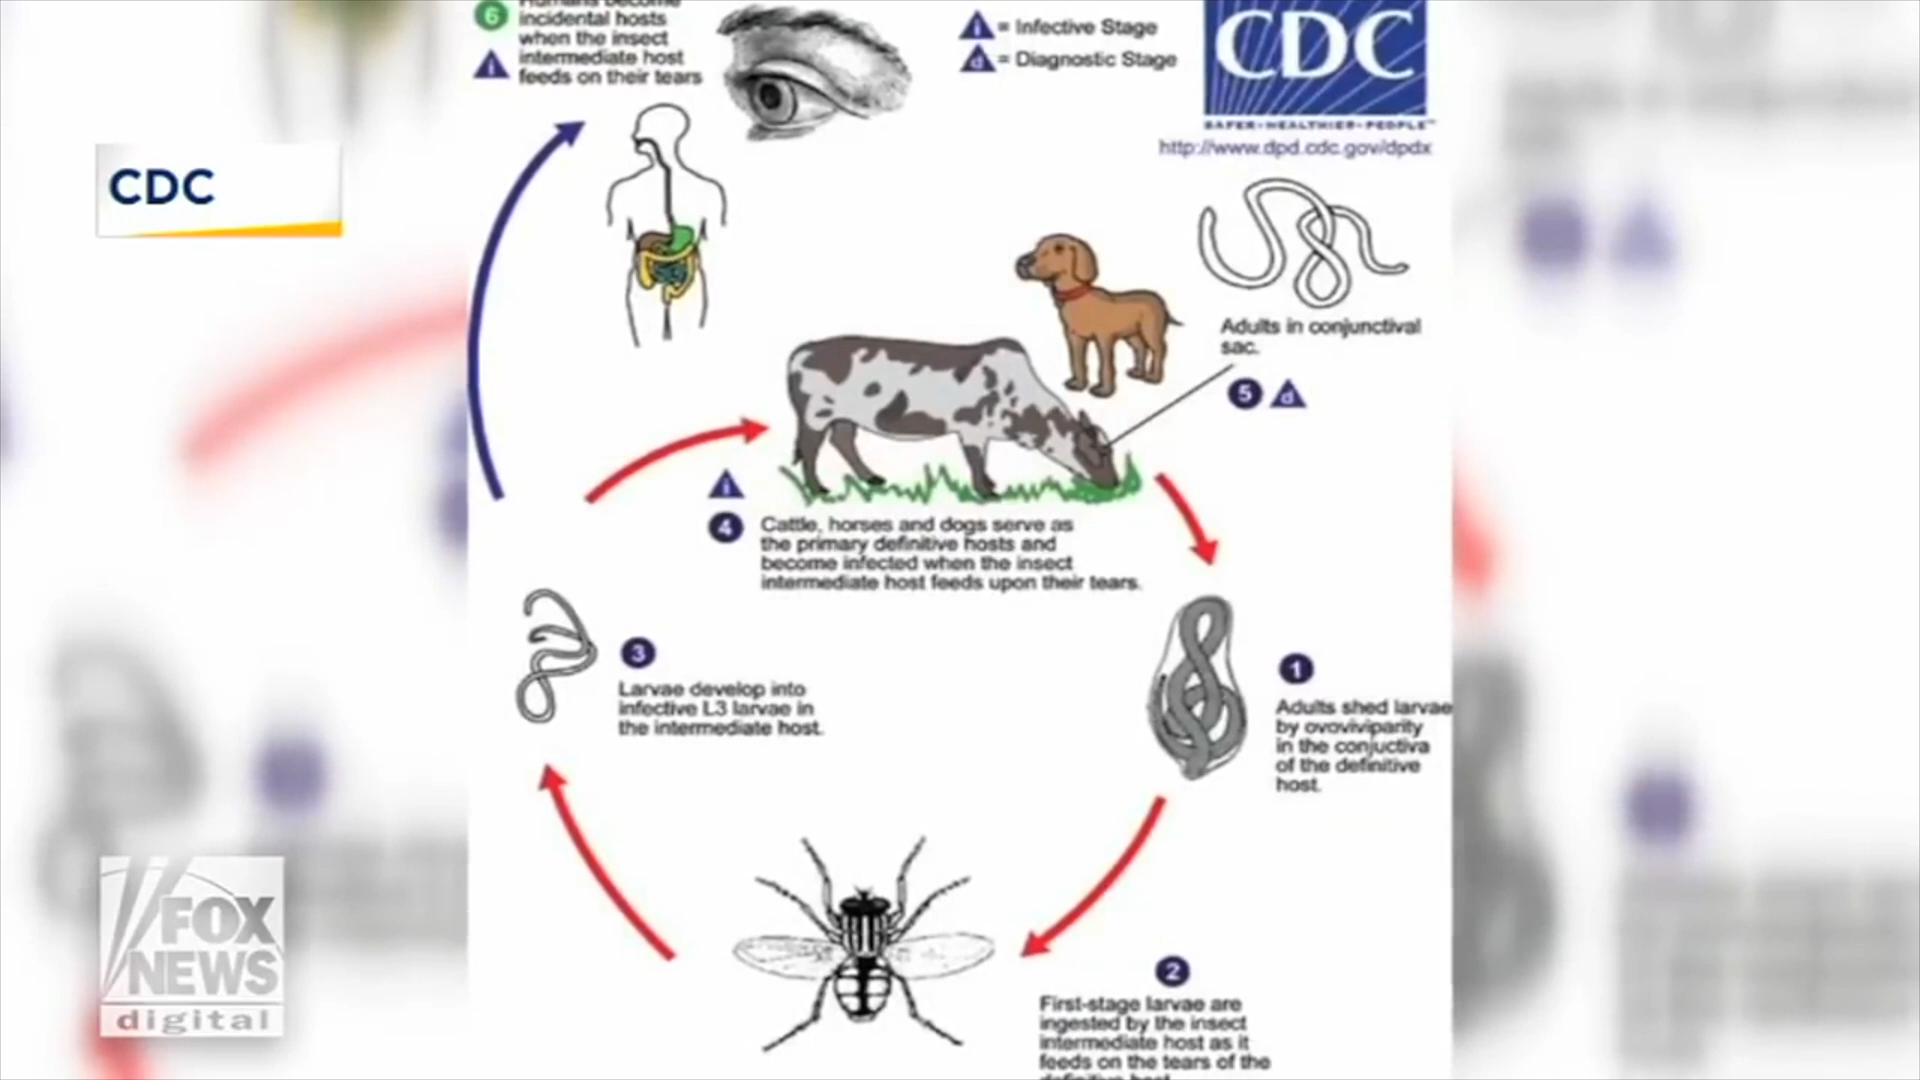 6
Humans become
incidental hosts
when the insect
intermediate host
feeds on their tears
i
i = Infective Stage
d = Diagnostic Stage
CDC
SAFER•HEALTHIER•PEOPLE™
http://www.dpd.cdc.gov/dpdx
CDC
Adults in conjunctival
sac.
5 d
i
4
Cattle, horses and dogs serve as
the primary definitive hosts and
become infected when the insect
intermediate host feeds upon their tears.
3
Larvae develop into
infective L3 larvae in
the intermediate host.
1
Adults shed larvae
by ovoviviparity
in the conjuctiva
of the definitive
host.
2
First-stage larvae are
ingested by the insect
intermediate host as it
feeds on the tears of the
definitive host.
FOX
NEWS
digital